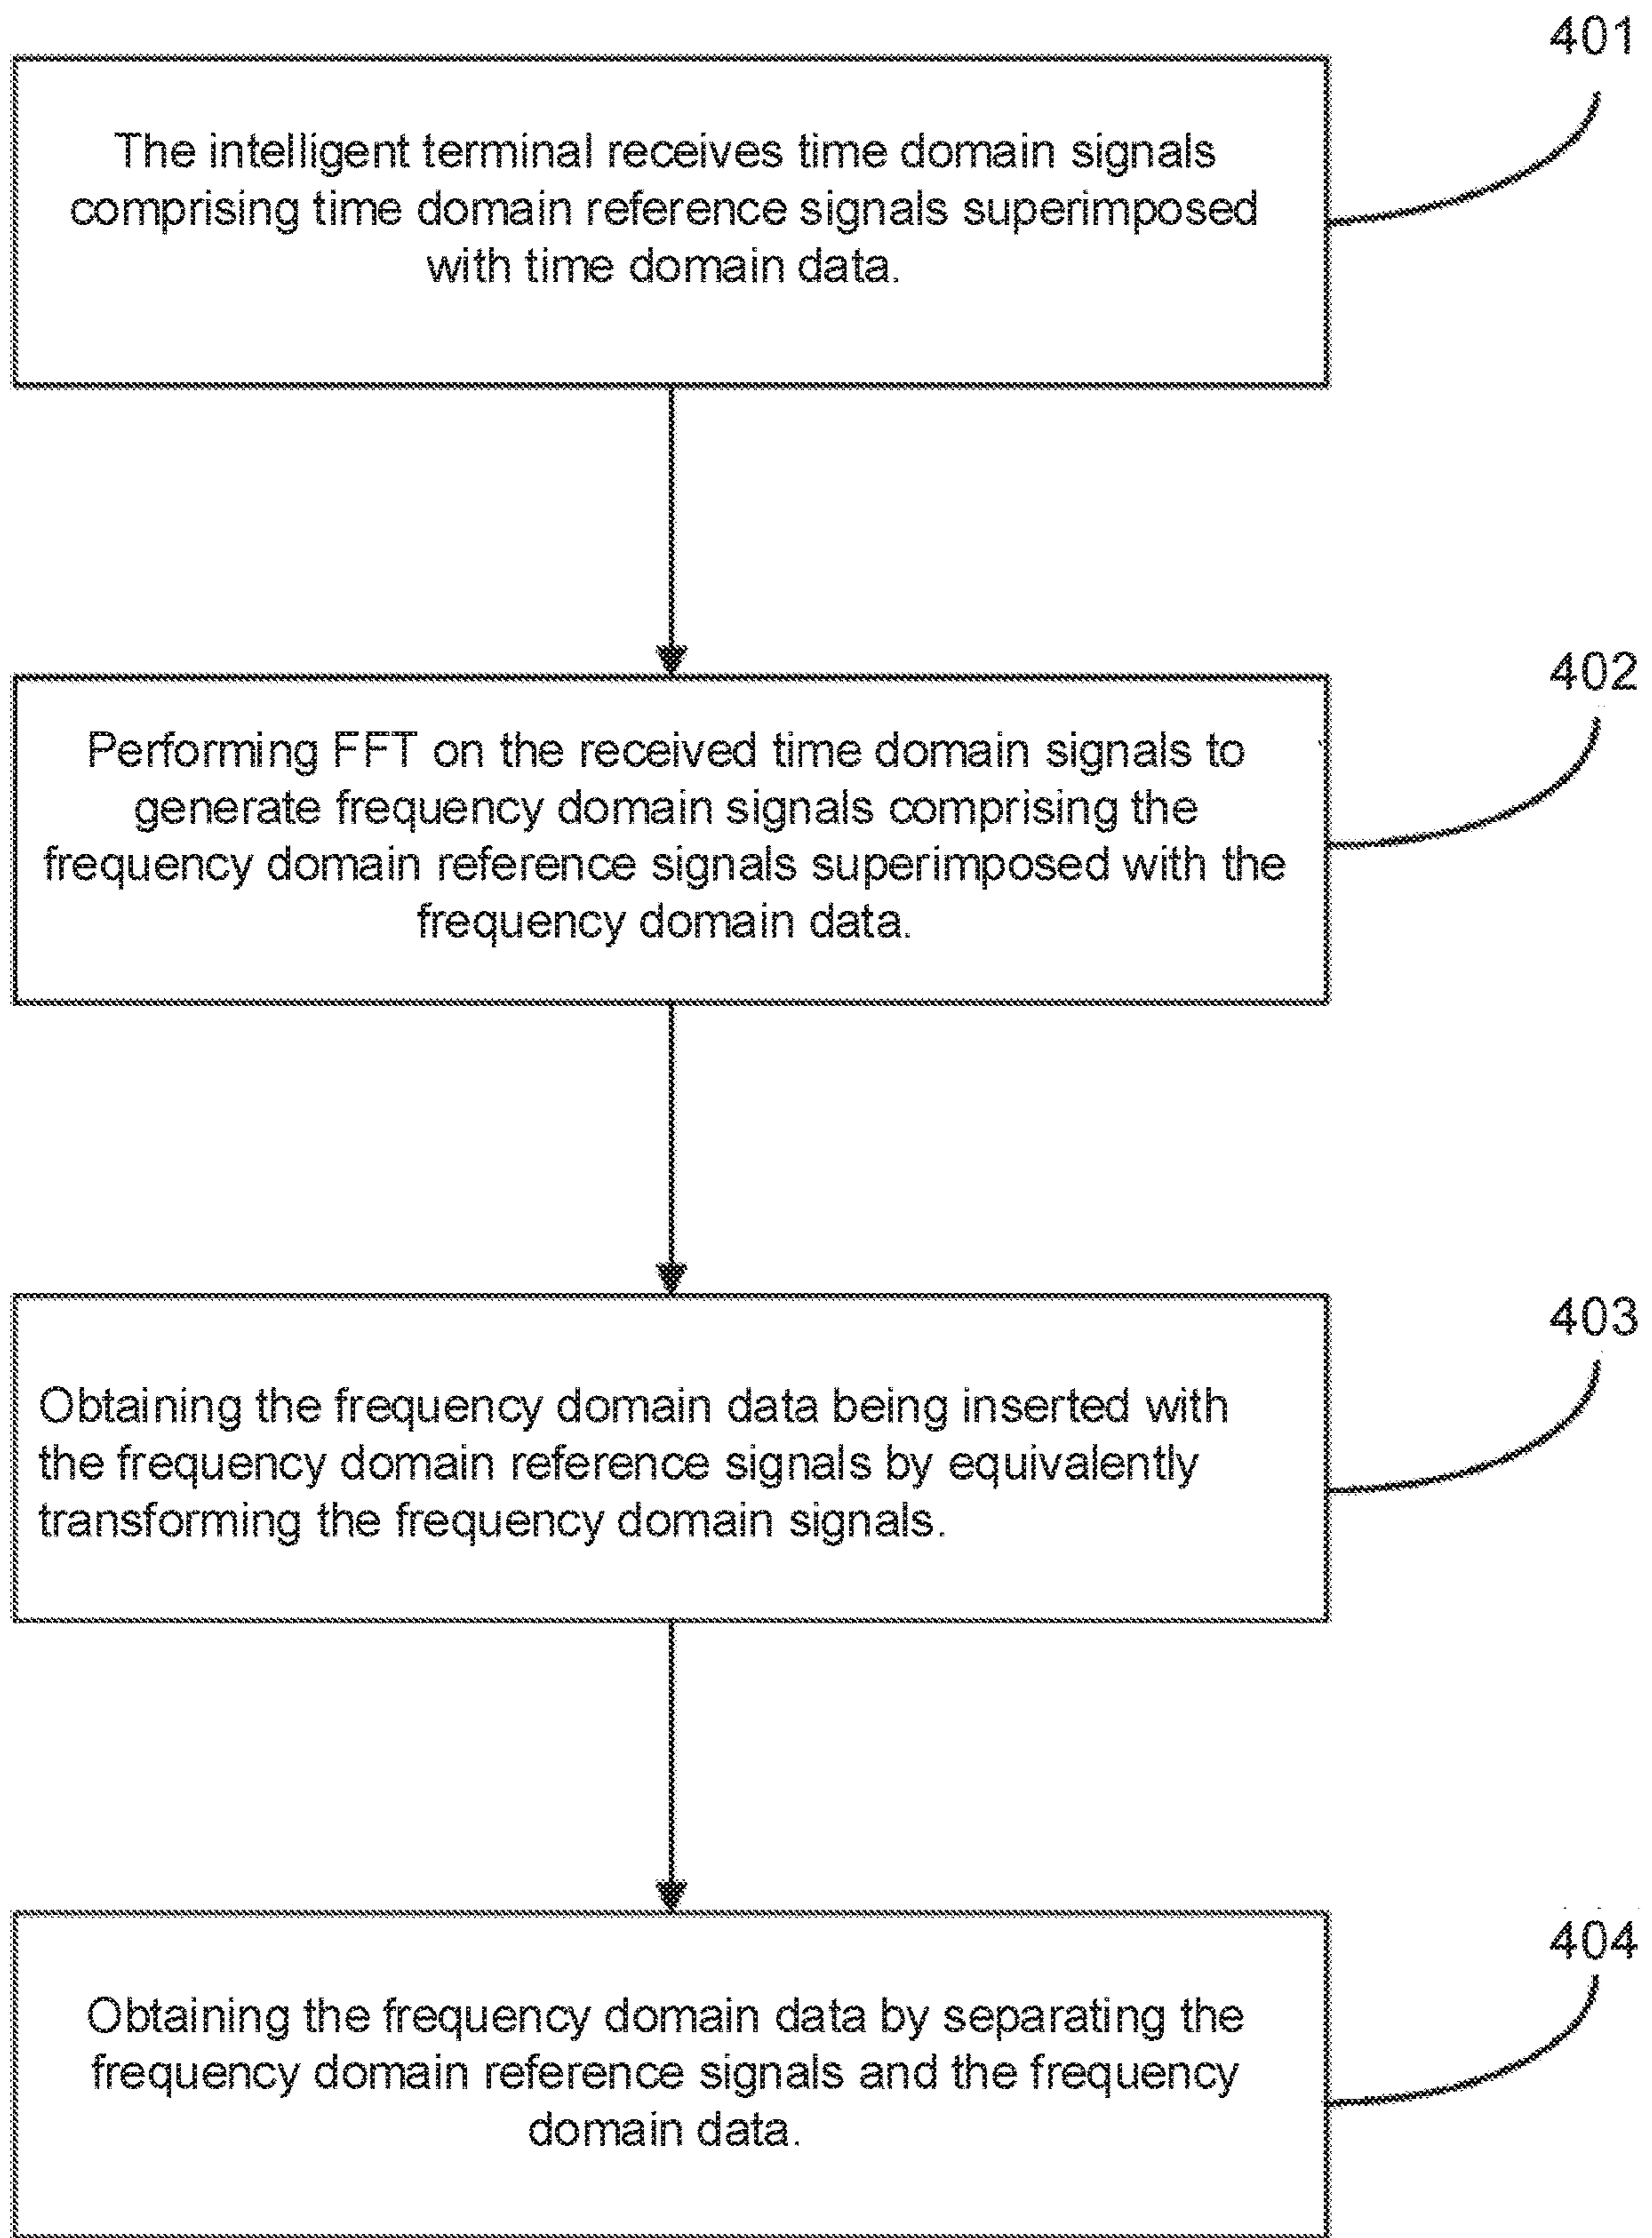 401
The intelligent terminal receives time domain signals
comprising time domain reference signals superimposed
with time domain data.
402
Performing FFT on the received time domain signals to
generate frequency domain signals comprising the
frequency domain reference signals superimposed with the
frequency domain data.
403
Obtaining the frequency domain data being inserted with
the frequency domain reference signals by equivalently
transforming the frequency domain signals.
404
Obtaining the frequency domain data by separating the
frequency domain reference signals and the frequency
domain data.